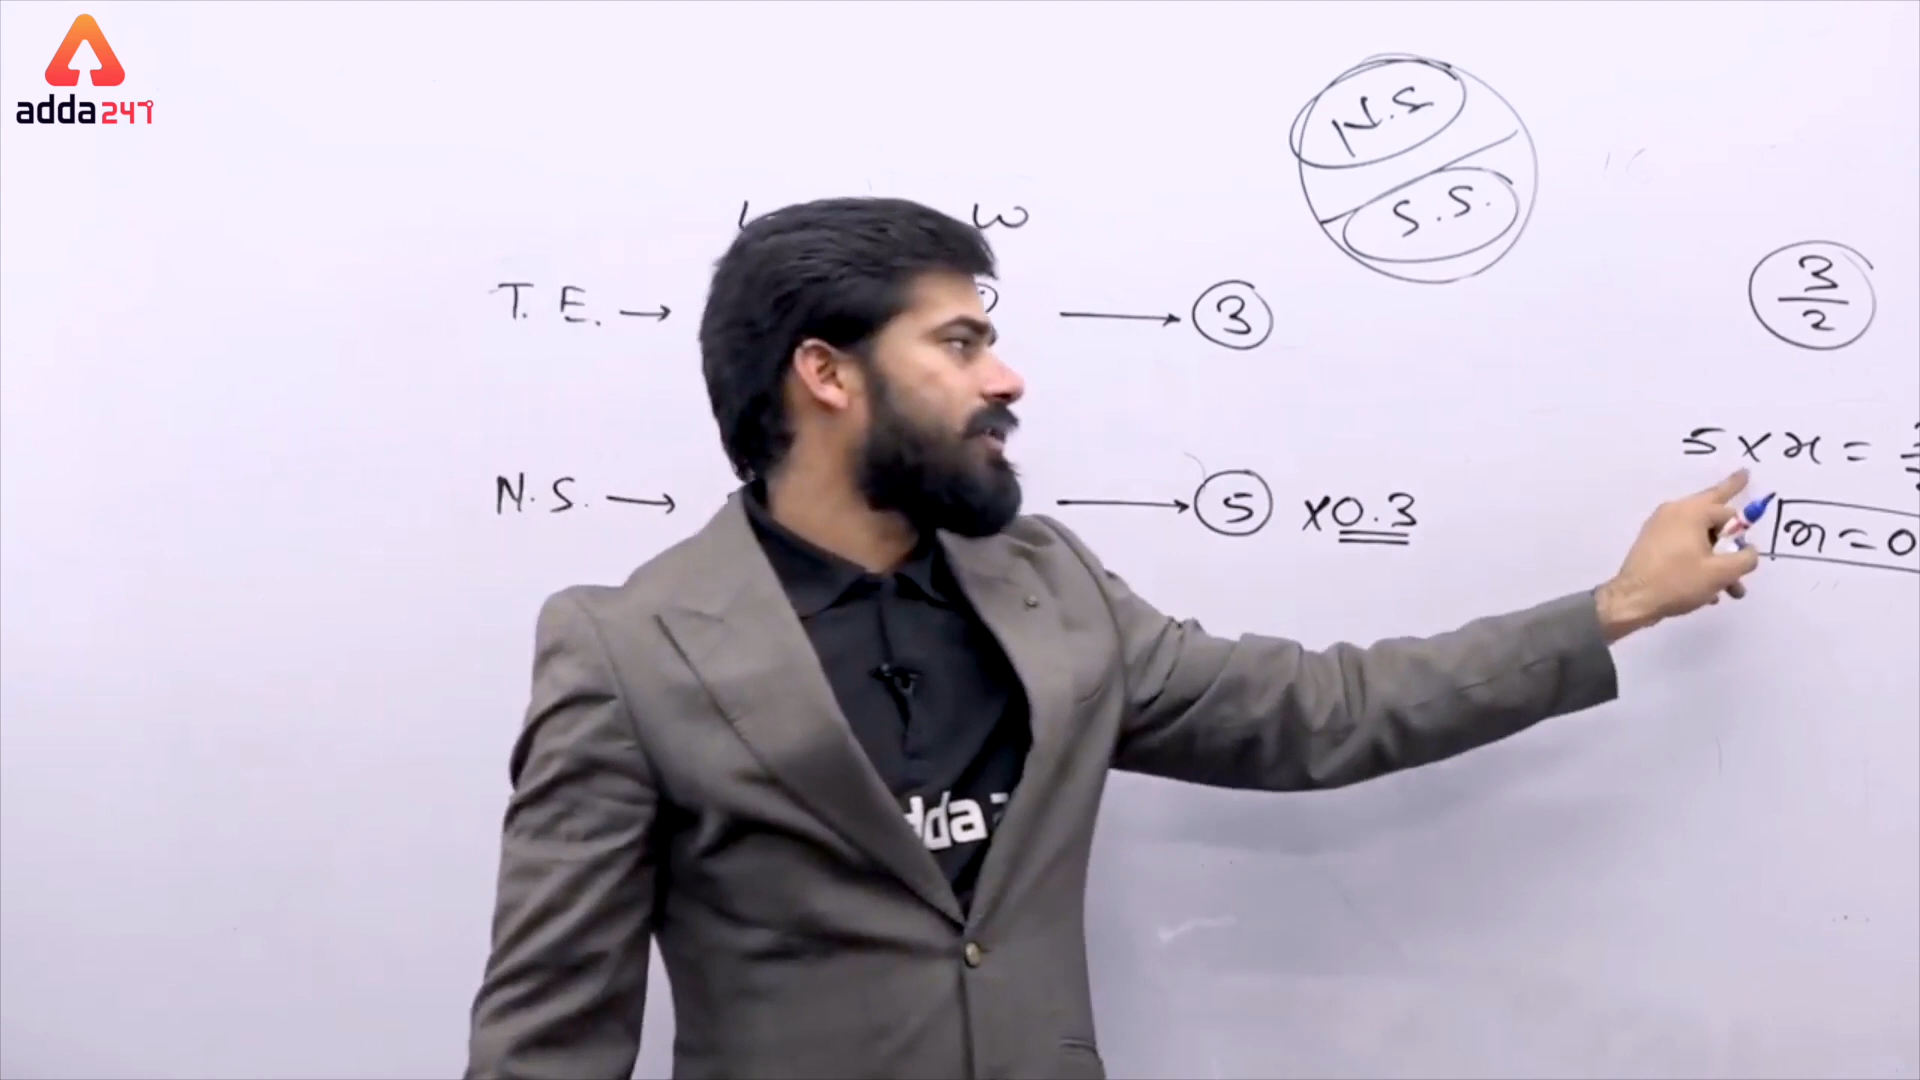 adda247
N.S
S.S.
W
T. E. → → 3
3/2
N.S. → → 5 ×0.3
5 × x =
x = 0
adda